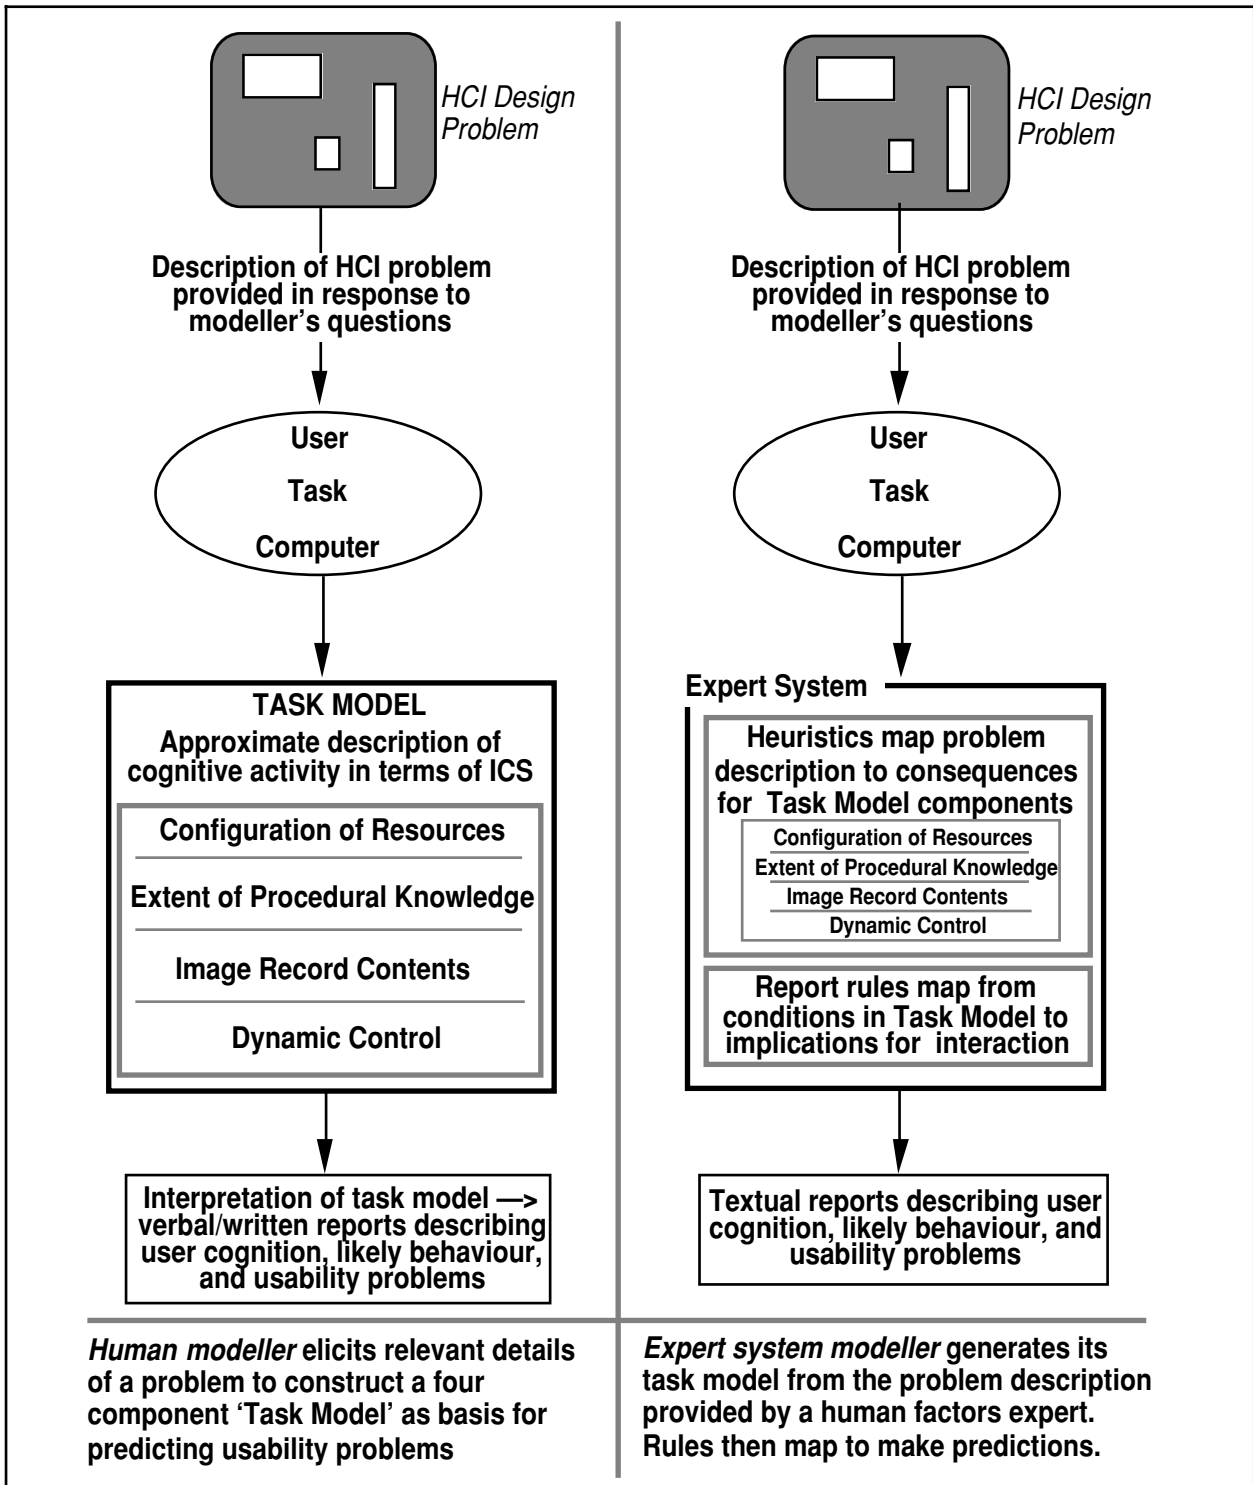 HCI Design
Problem
Description of HCI problem
provided in response to
modeller’s questions
User
Task
Computer
TASK MODEL
Approximate description of
cognitive activity in terms of ICS
Configuration of Resources
Extent of Procedural Knowledge
Image Record Contents
Dynamic Control
Interpretation of task model —>
verbal/written reports describing
user cognition, likely behaviour,
and usability problems
Human modeller elicits relevant details
of a problem to construct a four
component ‘Task Model’ as basis for
predicting usability problems
HCI Design
Problem
Description of HCI problem
provided in response to
modeller’s questions
User
Task
Computer
Expert System
Heuristics map problem
description to consequences
for Task Model components
Configuration of Resources
Extent of Procedural Knowledge
Image Record Contents
Dynamic Control
Report rules map from
conditions in Task Model to
implications for interaction
Textual reports describing user
cognition, likely behaviour, and
usability problems
Expert system modeller generates its
task model from the problem description
provided by a human factors expert.
Rules then map to make predictions.